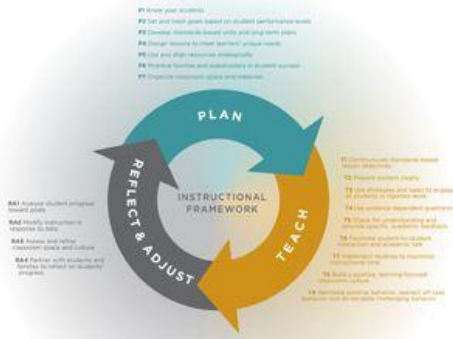 P1 Know your students
P2 Set and track goals based on student performance levels
P3 Develop standards-based units and long-term plans
P4 Design lessons to meet learners' unique needs
P5 Use and align resources strategically
P6 Prioritize families and stakeholders in student success
P7 Organize classroom space and materials
PLAN
T1 Communicate standards-based
lesson objectives
T2 Present content clearly
T3 Use strategies and tasks to engage
all students in rigorous work
T4 Use evidence-dependent questioning
T5 Check for understanding and
provide specific, academic feedback
T6 Facilitate student-to-student
interaction and academic talk
T7 Implement routines to maximize
instructional time
T8 Build a positive, learning-focused
classroom culture
T9 Reinforce positive behavior, redirect off-task
behavior and de-escalate challenging behavior
TEACH
INSTRUCTIONAL
FRAMEWORK
REFLECT & ADJUST
RA1 Analyze student progress
toward goals
RA2 Modify instruction in
response to data
RA3 Assess and refine
classroom space and culture
RA4 Partner with students and
families to reflect on students'
progress